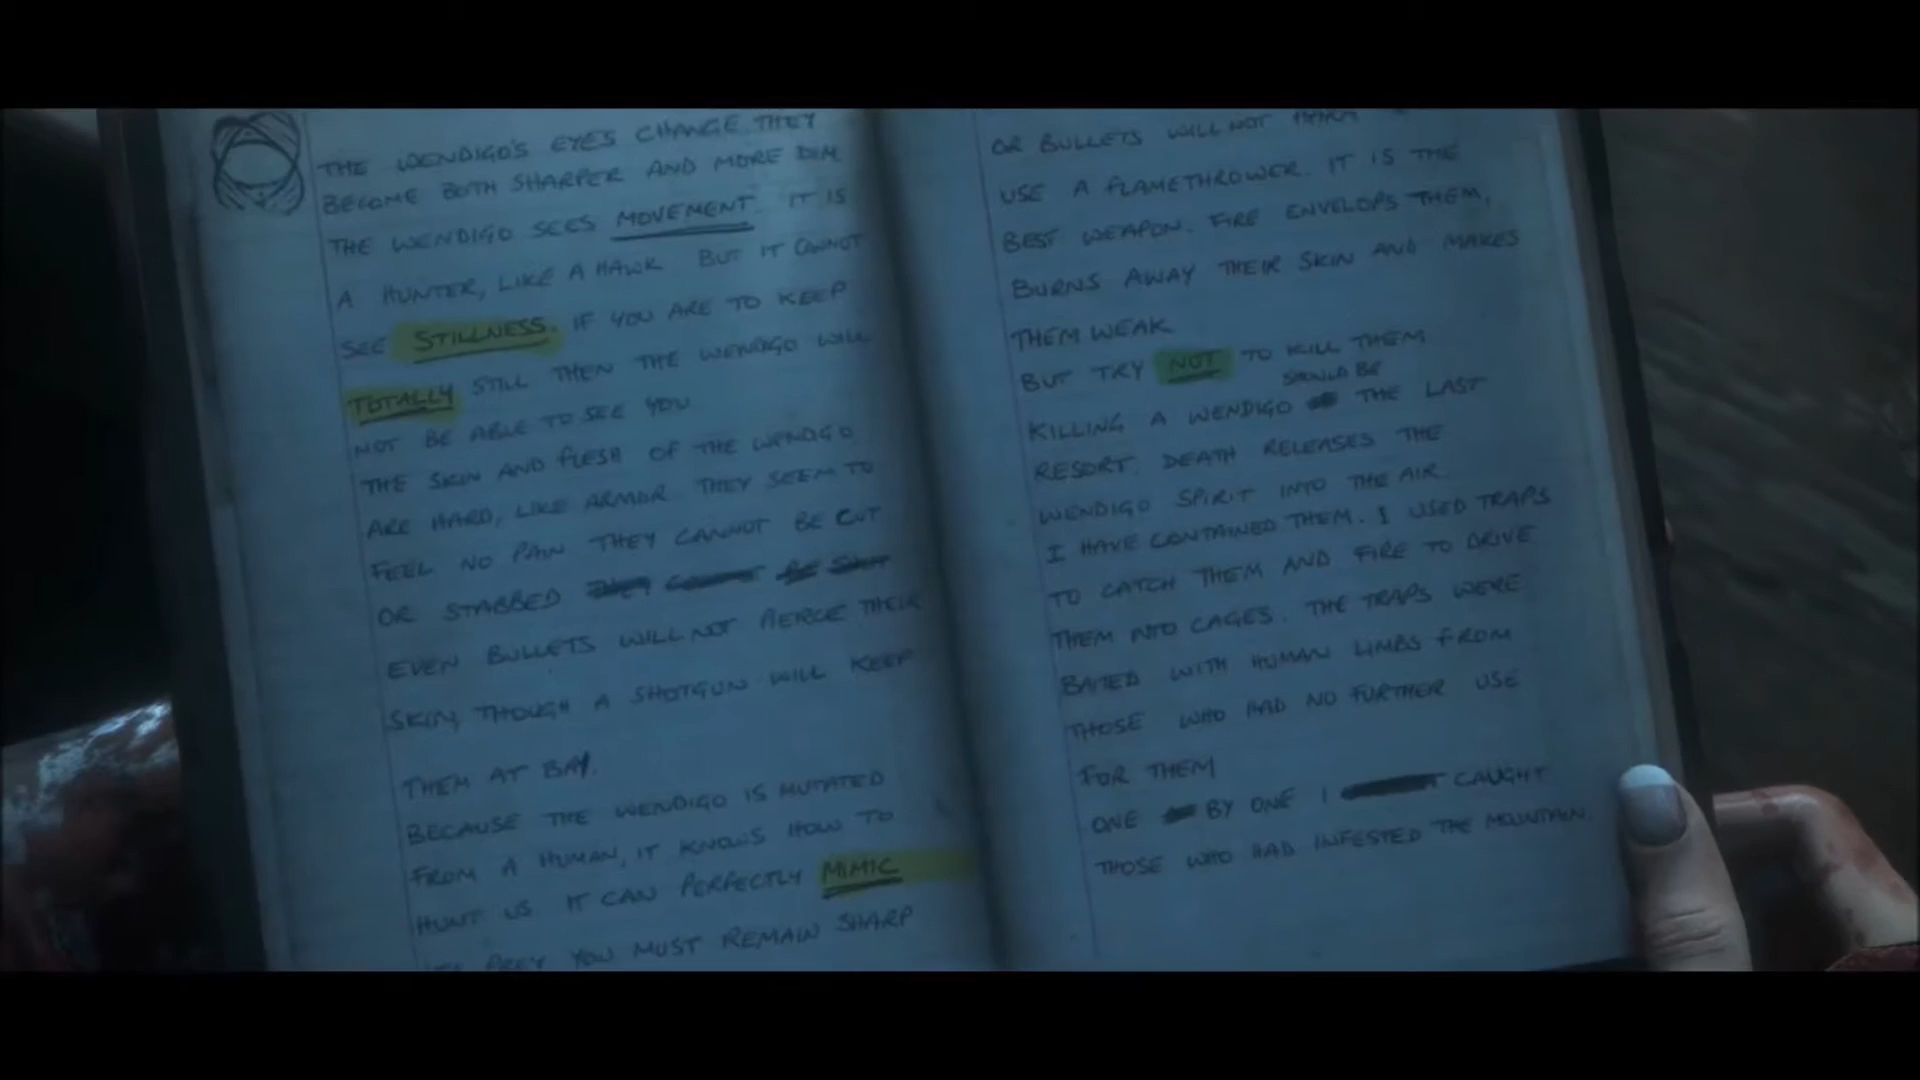 THE WENDIGO'S EYES CHANGE. THEY
BECOME BOTH SHARPER AND MORE DIM
THE WENDIGO SEES MOVEMENT. IT IS
A HUNTER, LIKE A HAWK BUT IT CANNOT
SEE STILLNESS. IF YOU ARE TO KEEP
TOTALLY STILL THEN THE WENDIGO WILL
NOT BE ABLE TO SEE YOU
THE SKIN AND FLESH OF THE WENDIGO
ARE HARD, LIKE ARMOR THEY SEEM TO
FEEL NO PAIN THEY CANNOT BE CUT
OR STABBED THEY CANNOT BE SHOT
EVEN BULLETS WILL NOT PIERCE THEIR
SKIN, THOUGH A SHOTGUN WILL KEEP
THEM AT BAY.
BECAUSE THE WENDIGO IS MUTATED
FROM A HUMAN, IT KNOWS HOW TO
HUNT US IT CAN PERFECTLY MIMIC
PREY YOU MUST REMAIN SHARP
OR BULLETS WILL NOT HARM
USE A FLAMETHROWER. IT IS THE
BEST WEAPON. FIRE ENVELOPS THEM,
BURNS AWAY THEIR SKIN AND MAKES
THEM WEAK
BUT TRY NOT TO KILL THEM
SHOULD BE
KILLING A WENDIGO THE LAST
RESORT. DEATH RELEASES THE
WENDIGO SPIRIT INTO THE AIR
I HAVE CONTAINED THEM. I USED TRAPS
TO CATCH THEM AND FIRE TO DRIVE
THEM INTO CAGES. THE TRAPS WERE
BAITED WITH HUMAN LIMBS FROM
THOSE WHO HAD NO FURTHER USE
FOR THEM
ONE BY ONE I CAUGHT
THOSE WHO HAD INFESTED THE MOUNTAIN.